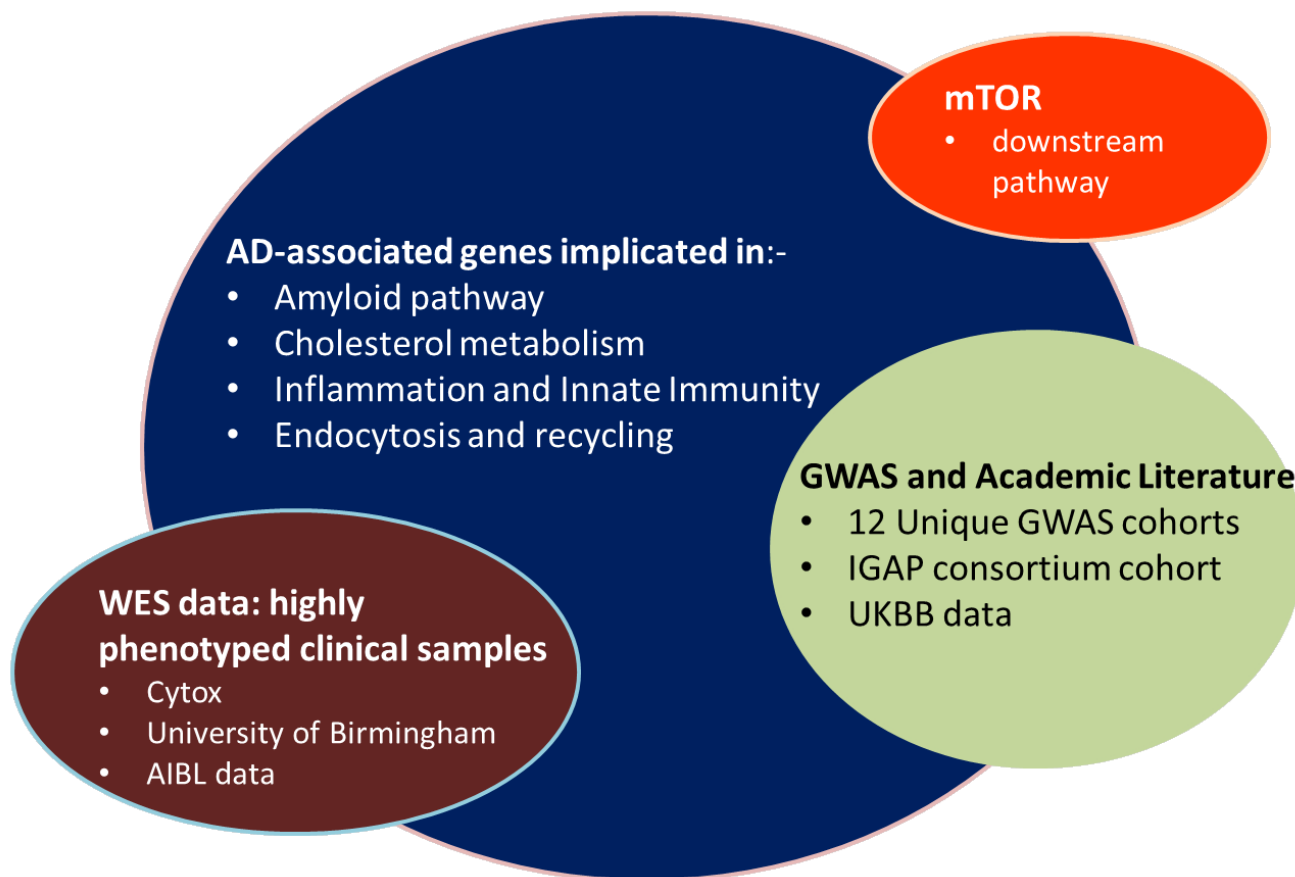 mTOR
• downstream
pathway
AD-associated genes implicated in:-
• Amyloid pathway
• Cholesterol metabolism
• Inflammation and Innate Immunity
• Endocytosis and recycling
GWAS and Academic Literature
• 12 Unique GWAS cohorts
• IGAP consortium cohort
• UKBB data
WES data: highly
phenotyped clinical samples
• Cytox
• University of Birmingham
• AIBL data